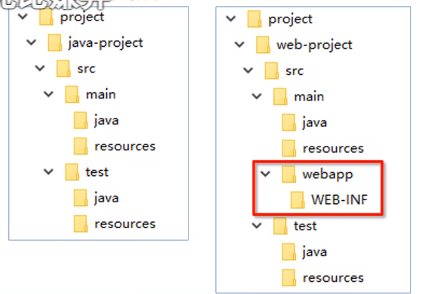 project
java-project
src
main
java
resources
test
java
resources
project
web-project
src
main
java
resources
webapp
WEB-INF
test
java
resources